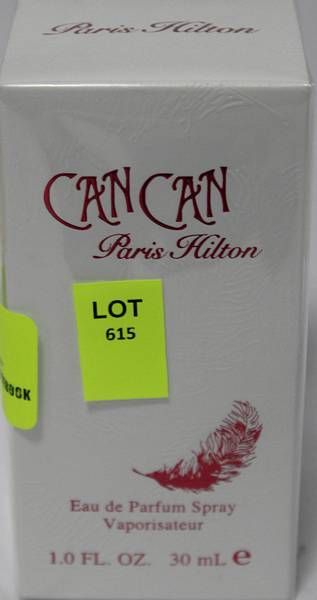 Paris Hilton
CAN CAN
Paris Hilton
LOT
615
Eau de Parfum Spray
Vaporisateur
1.0 FL. OZ. 30 mL ℮